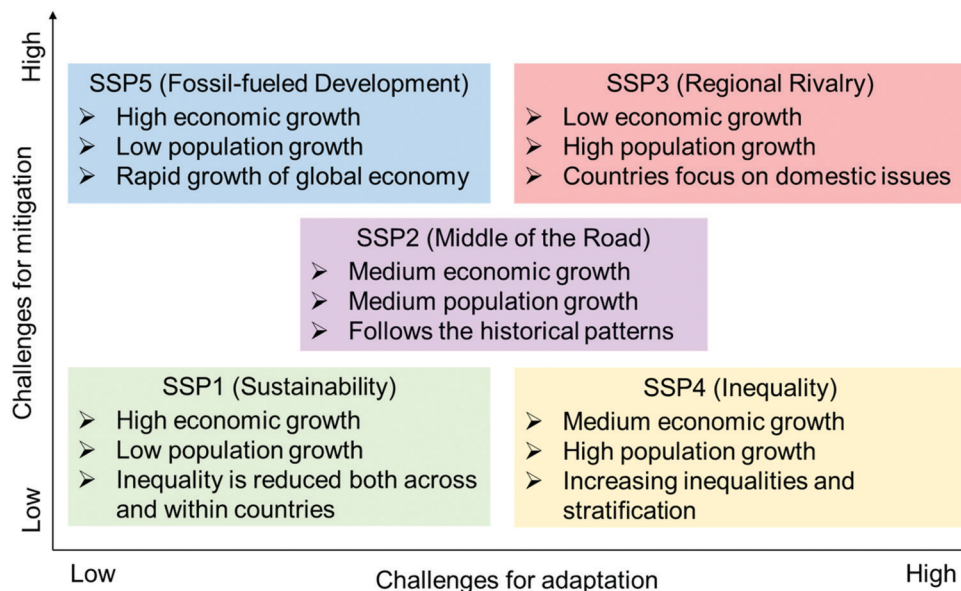 High
Challenges for mitigation
Low
SSP5 (Fossil-fueled Development)
➢ High economic growth
➢ Low population growth
➢ Rapid growth of global economy
SSP3 (Regional Rivalry)
➢ Low economic growth
➢ High population growth
➢ Countries focus on domestic issues
SSP2 (Middle of the Road)
➢ Medium economic growth
➢ Medium population growth
➢ Follows the historical patterns
SSP1 (Sustainability)
➢ High economic growth
➢ Low population growth
➢ Inequality is reduced both across
and within countries
SSP4 (Inequality)
➢ Medium economic growth
➢ High population growth
➢ Increasing inequalities and
stratification
Low
Challenges for adaptation
High